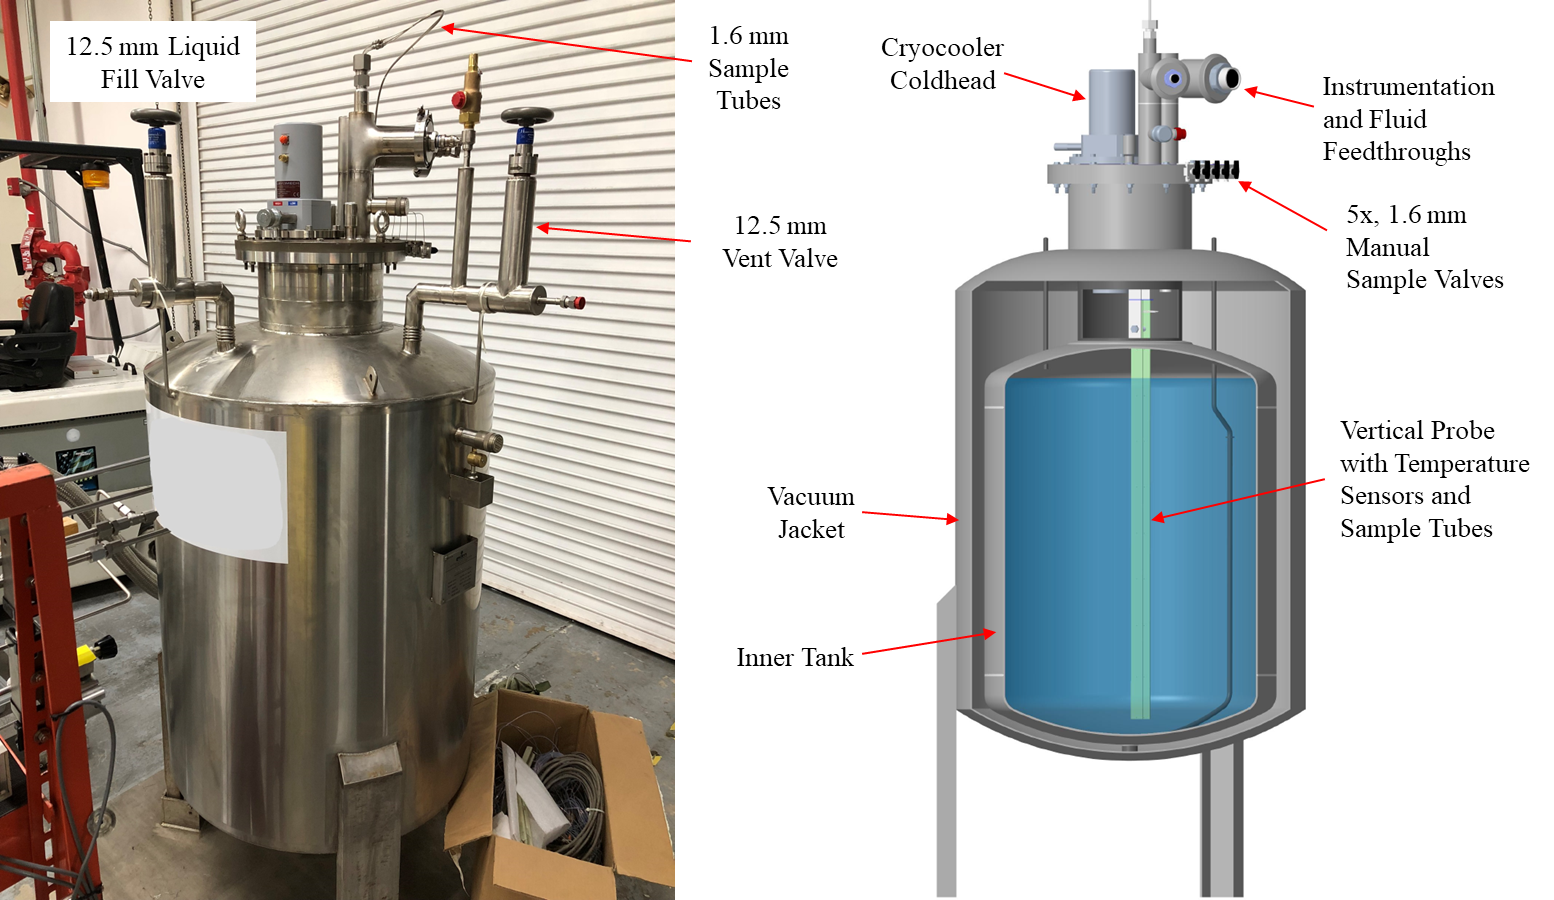 12.5 mm Liquid
Fill Valve
1.6 mm
Sample
Tubes
12.5 mm
Vent Valve
Cryocooler
Coldhead
Instrumentation
and Fluid
Feedthroughs
5x, 1.6 mm
Manual
Sample Valves
Vertical Probe
with Temperature
Sensors and
Sample Tubes
Vacuum
Jacket
Inner Tank